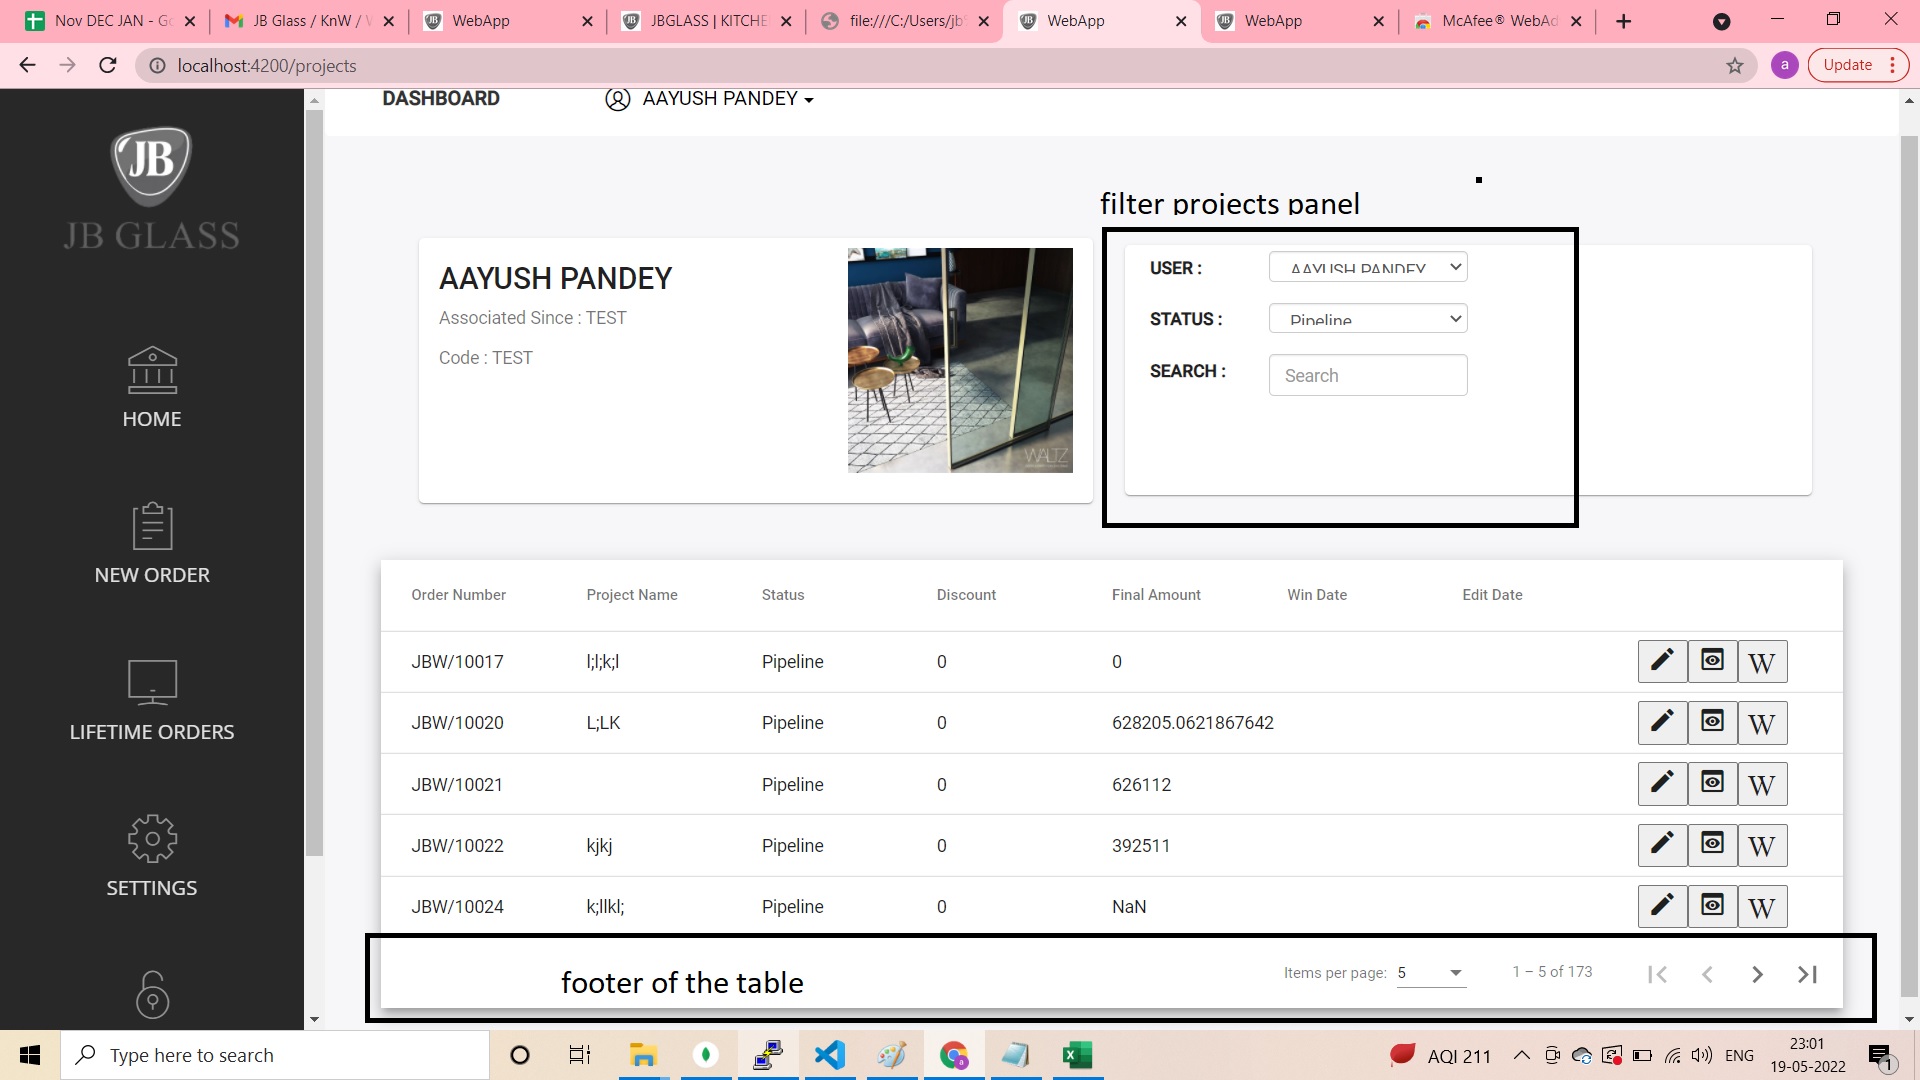 Nov DEC JAN - Go
JB Glass / KnW / W
WebApp
JBGLASS | KITCHE
file:///C:/Users/jb
WebApp
WebApp
McAfee® WebAd
localhost:4200/projects
a
Update
DASHBOARD
AAYUSH PANDEY
JB
JB GLASS
HOME
NEW ORDER
LIFETIME ORDERS
SETTINGS
filter projects panel
AAYUSH PANDEY
Associated Since : TEST
Code : TEST
WALTZ
USER :
AAYUSH PANDEY
STATUS :
Pipeline
SEARCH :
Search
Order Number Project Name Status Discount Final Amount Win Date Edit Date
JBW/10017 l;l;k;l Pipeline 0 0 W
JBW/10020 L;LK Pipeline 0 628205.0621867642 W
JBW/10021 Pipeline 0 626112 W
JBW/10022 kjkj Pipeline 0 392511 W
JBW/10024 k;llkl; Pipeline 0 NaN W
footer of the table
Items per page: 5 1 – 5 of 173
Type here to search
AQI 211
ENG
23:01
19-05-2022
1